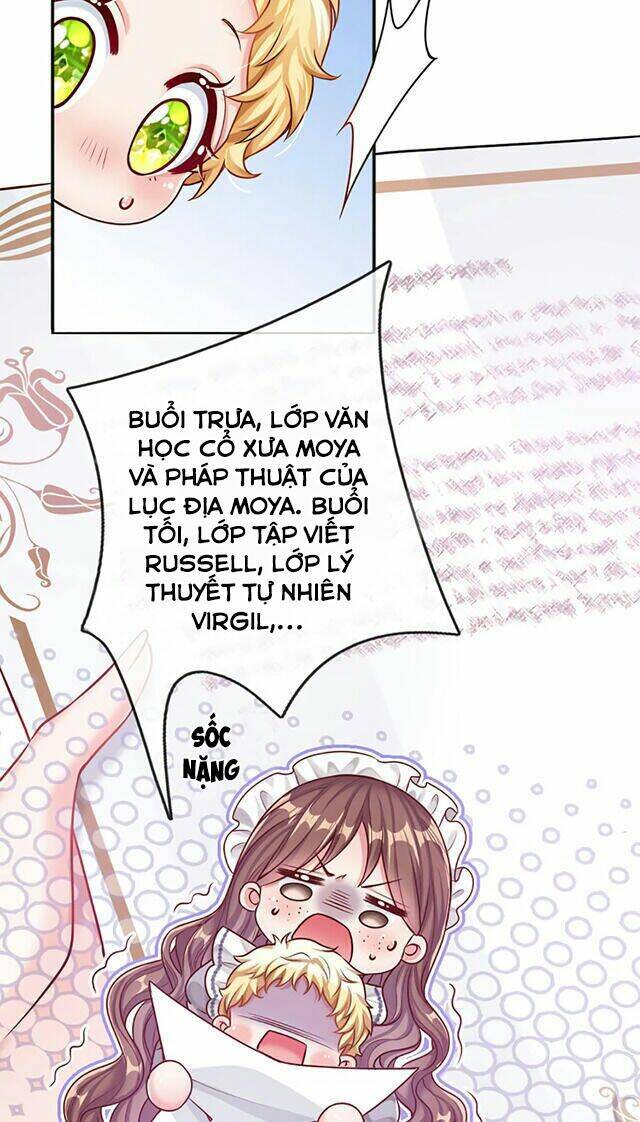 BUỔI TRƯA, LỚP VĂN
HỌC CỔ XƯA MOYA
VÀ PHÁP THUẬT CỦA
LỤC ĐỊA MOYA. BUỔI
TỐI, LỚP TẬP VIẾT
RUSSELL, LỚP LÝ
THUYẾT TỰ NHIÊN
VIRGIL,...
SỐC
NẶNG